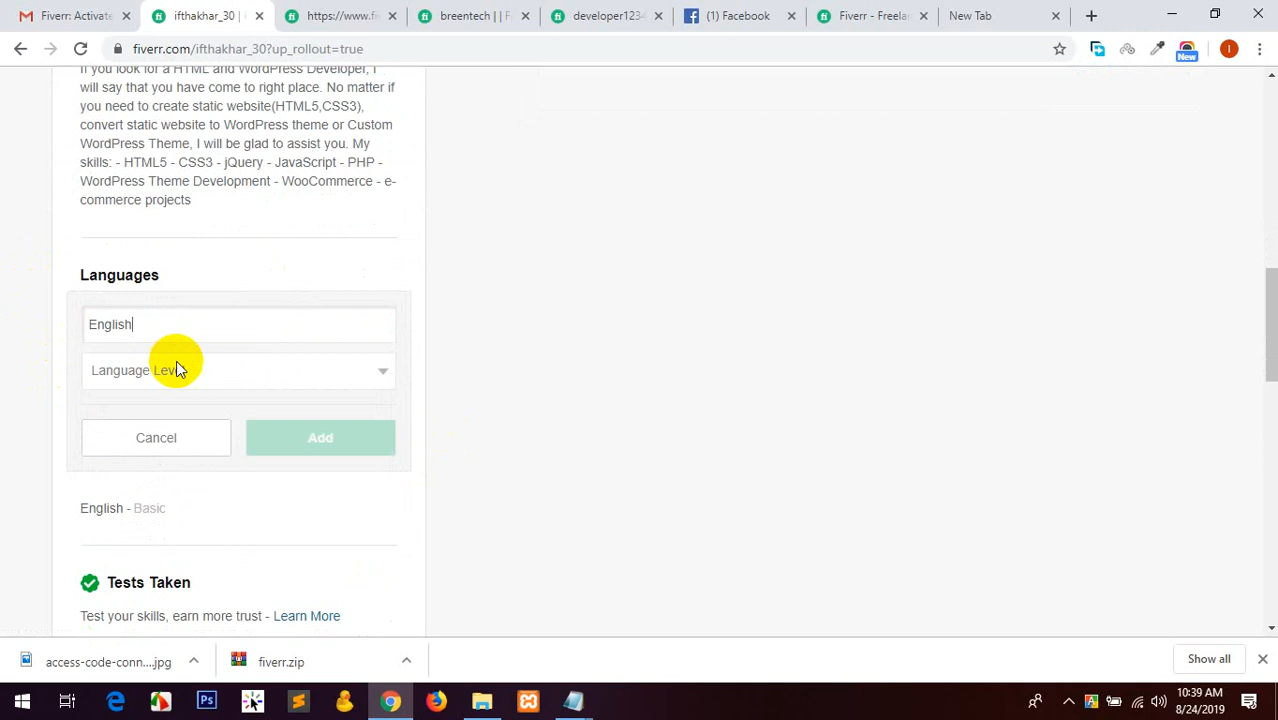 Fiverr: Activate
ifthakhar_30 |
https://www.fi
breentech | | F
developer1234
(1) Facebook
Fiverr - Freela
New Tab
fiverr.com/ifthakhar_30?up_rollout=true
I
New
If you look for a HTML and WordPress Developer, I
will say that you have come to right place. No matter if
you need to create static website(HTML5,CSS3),
convert static website to WordPress theme or Custom
WordPress Theme, I will be glad to assist you. My
skills: - HTML5 - CSS3 - jQuery - JavaScript - PHP -
WordPress Theme Development - WooCommerce - e-
commerce projects
Languages
English
Language Level
Cancel
Add
English - Basic
Tests Taken
Test your skills, earn more trust - Learn More
access-code-conn....jpg
fiverr.zip
Show all
10:39 AM
8/24/2019